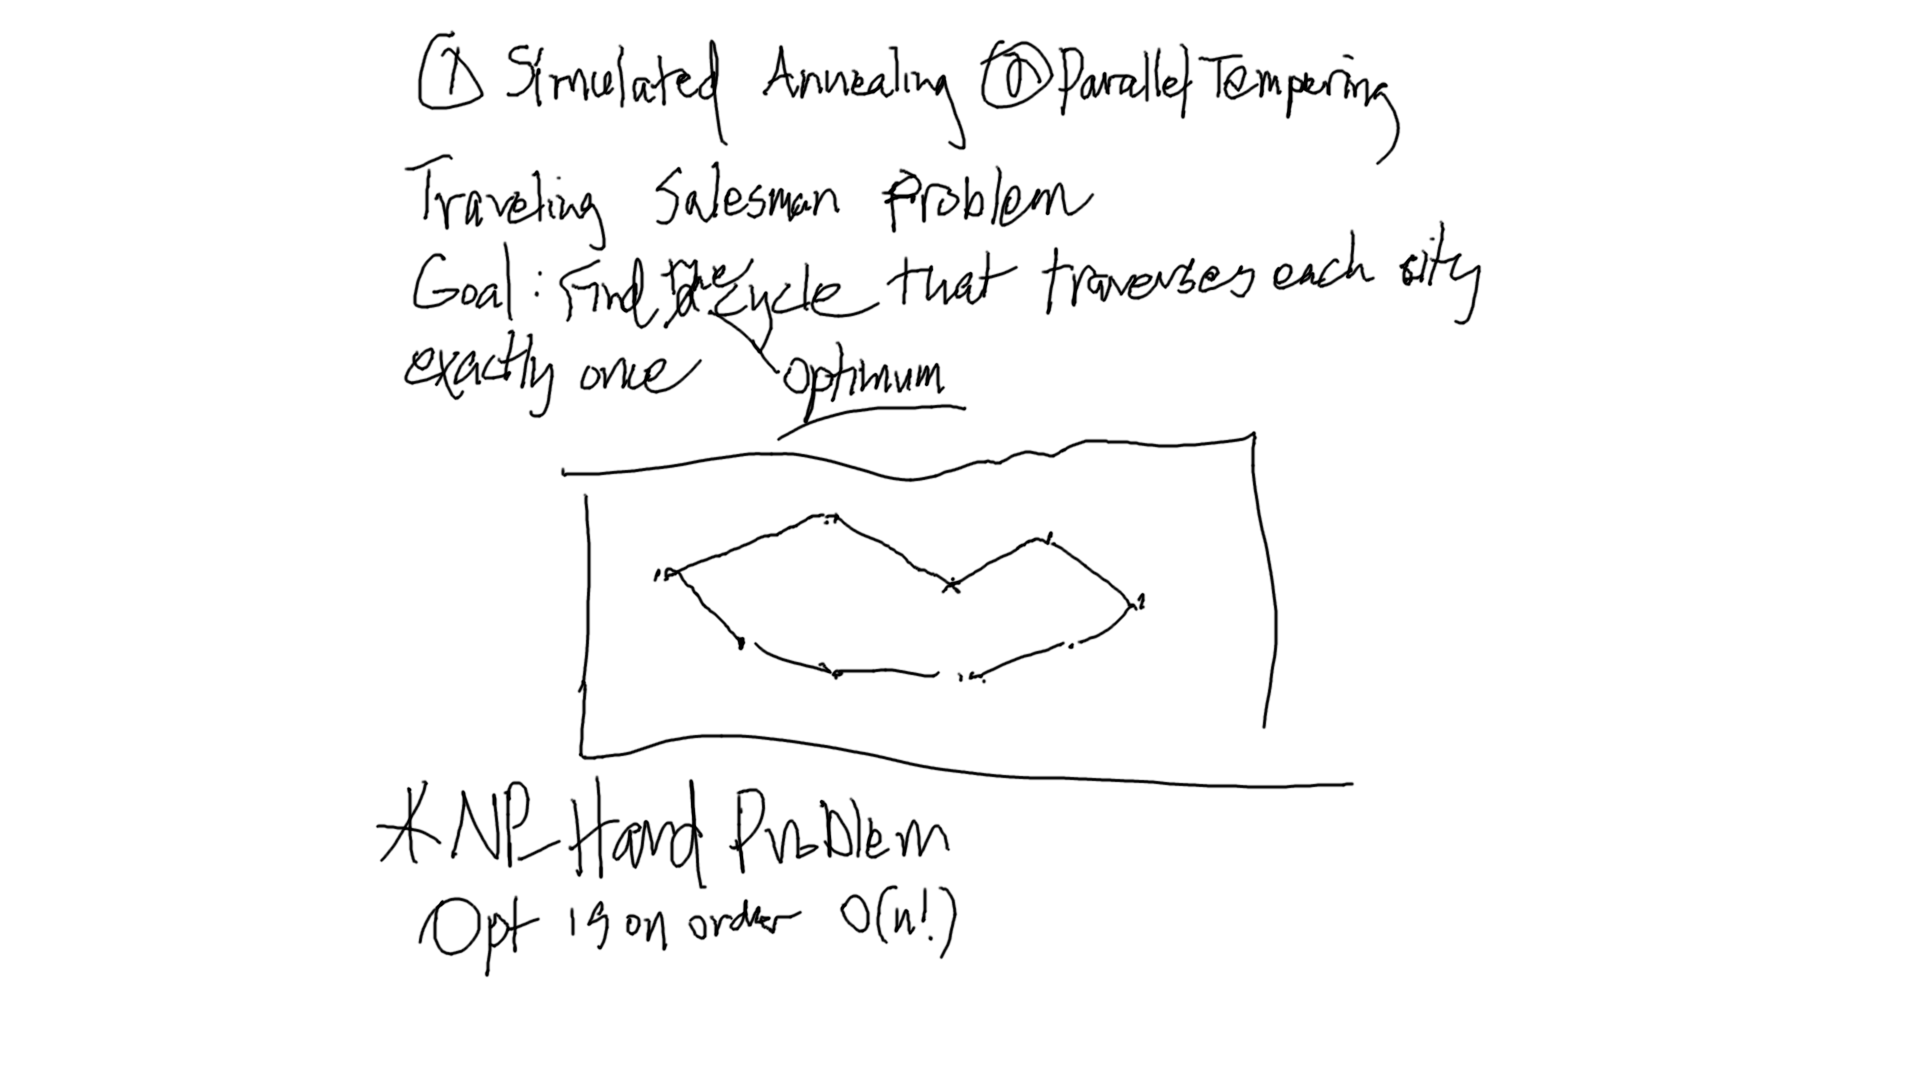 ① Simulated Annealing ⓪ Parallel Tempering
Traveling Salesman Problem
Goal: Find the cycle that traverses each city
exactly once optimum
* NP-Hard Problem
Opt is on order O(n!)